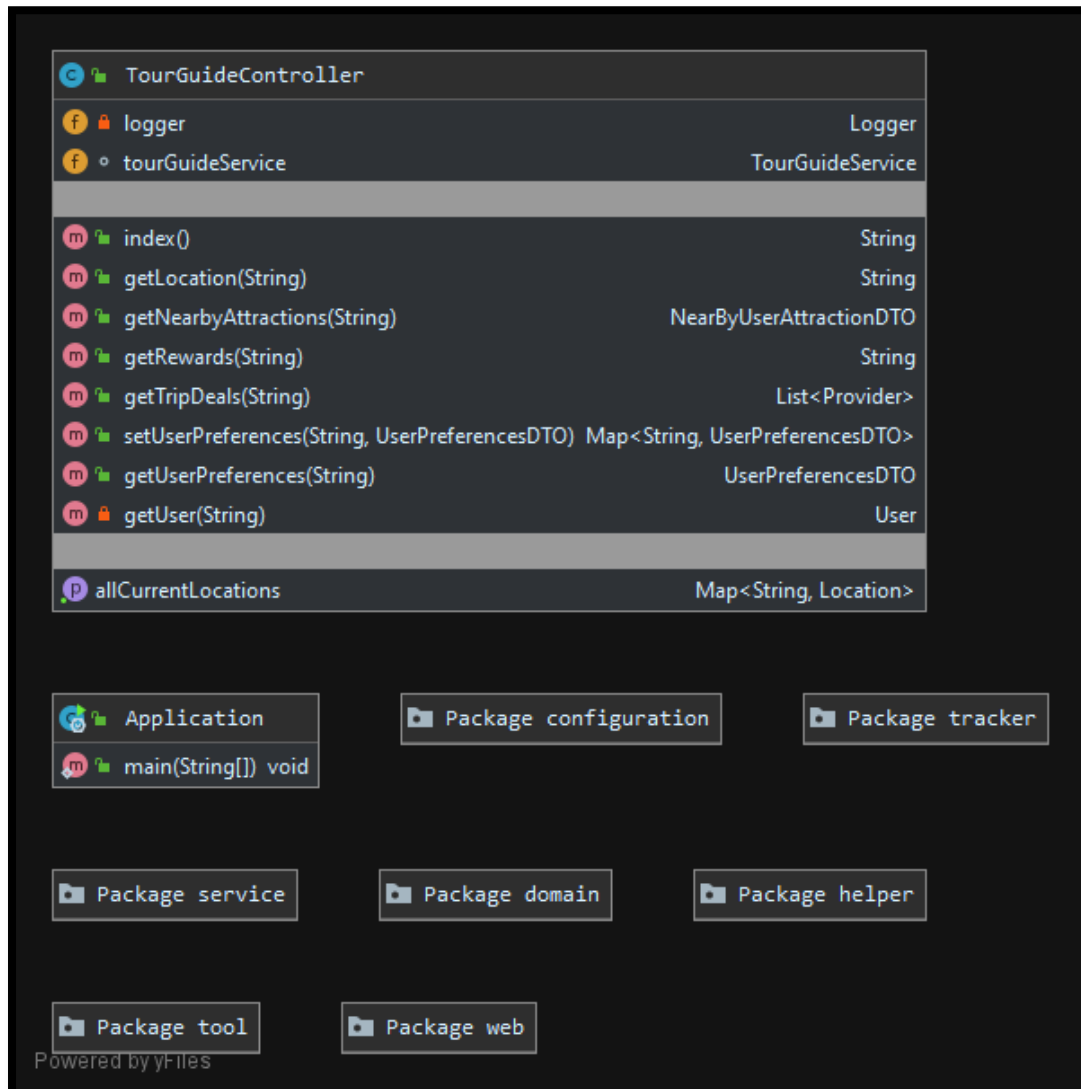 TourGuideController
logger Logger
tourGuideService TourGuideService
index() String
getLocation(String) String
getNearbyAttractions(String) NearByUserAttractionDTO
getRewards(String) String
getTripDeals(String) List<Provider>
setUserPreferences(String, UserPreferencesDTO) Map<String, UserPreferencesDTO>
getUserPreferences(String) UserPreferencesDTO
getUser(String) User
allCurrentLocations Map<String, Location>
Application
main(String[]) void
Package configuration
Package tracker
Package service
Package domain
Package helper
Package tool
Package web
Powered by yFiles